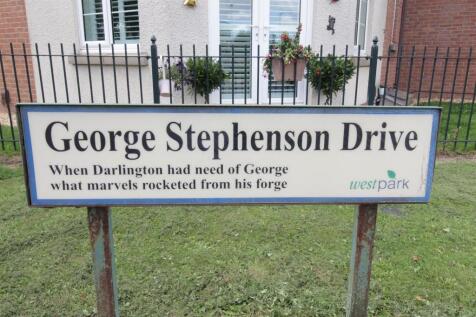 George Stephenson Drive
When Darlington had need of George
what marvels rocketed from his forge
westpark